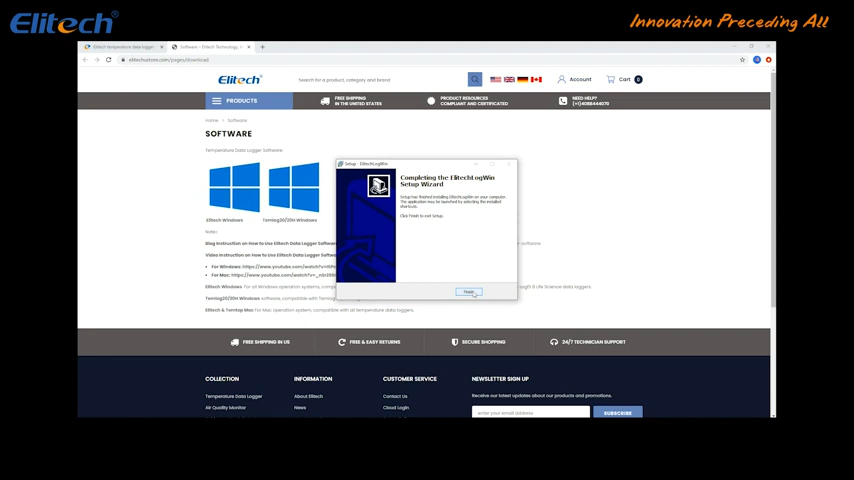 Elitech®
Innovation Preceding All
Elitech temperature data logger
Software – Elitech Technology,
elitechustore.com/pages/download
Elitech
Search for a product, category and brand
Account
Cart 0
PRODUCTS
FREE SHIPPING
IN THE UNITED STATES
PRODUCT RESOURCES
COMPLIANT AND CERTIFICATED
NEED HELP?
(+1)4088444070
Home > Software
SOFTWARE
Temperature Data Logger Software:
Elitech Windows
Temlog20/20H Windows
Note:
Blog Instruction on How to Use Elitech Data Logger Software
software
Video Instruction on How to Use Elitech Data Logger
For Windows: https://www.youtube.com/watch?v=
For Mac: https://www.youtube.com/watch?v=
Elitech Windows: For all Windows operation systems,
& Life Science data loggers.
Temlog20/20H Windows software, compatible with
Elitech & Temtop Mac: For Mac operation system, compatible with all temperature data loggers.
Setup - ElitechLogWin
Completing the ElitechLogWin
Setup Wizard
Setup has finished installing ElitechLogWin on your computer.
The application may be launched by selecting the installed
shortcuts.
Click Finish to exit Setup.
Finish
FREE SHIPPING IN US
FREE & EASY RETURNS
SECURE SHOPPING
24/7 TECHNICIAN SUPPORT
COLLECTION
INFORMATION
CUSTOMER SERVICE
NEWSLETTER SIGN UP
Temperature Data Logger
About Elitech
Contact Us
Receive our latest updates about our products and promotions.
Air Quality Monitor
News
Cloud Login
enter your email address
SUBSCRIBE